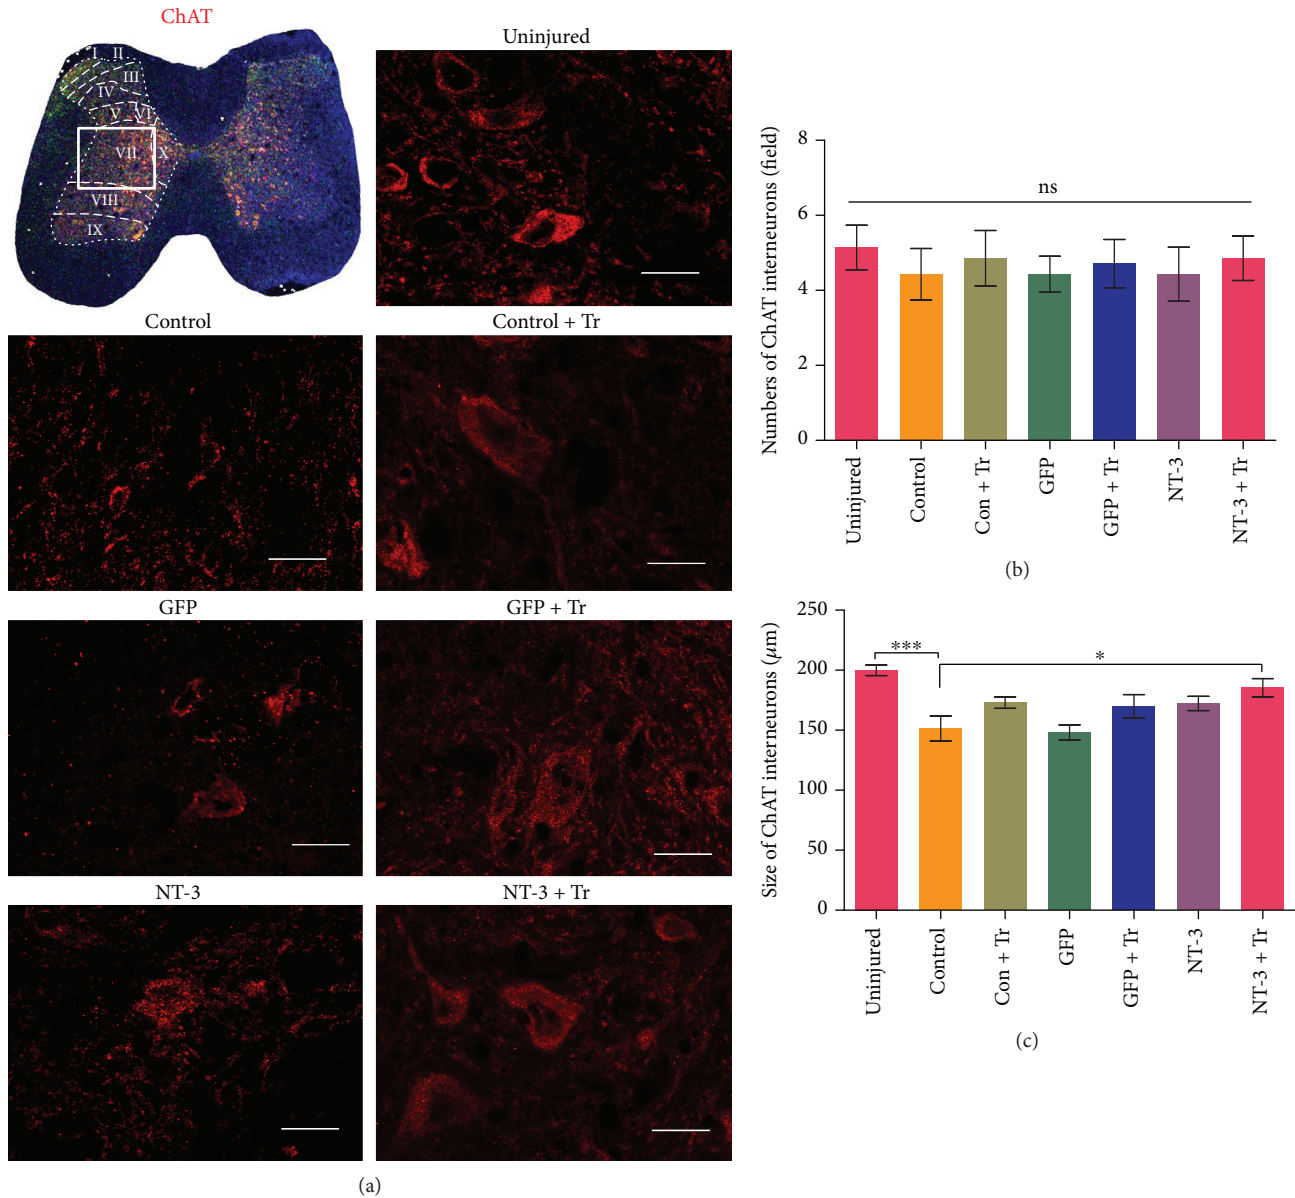 ChAT
I II
III
IV
V VI
VII X
VIII
IX
Uninjured
Control
Control + Tr
GFP
GFP + Tr
NT-3
NT-3 + Tr
(a)
Numbers of ChAT interneurons (field)
8
6
4
2
0
ns
Uninjured
Control
Con + Tr
GFP
GFP + Tr
NT-3
NT-3 + Tr
(b)
Size of ChAT interneurons (μm)
250
200
150
100
50
0
***
*
Uninjured
Control
Con + Tr
GFP
GFP + Tr
NT-3
NT-3 + Tr
(c)